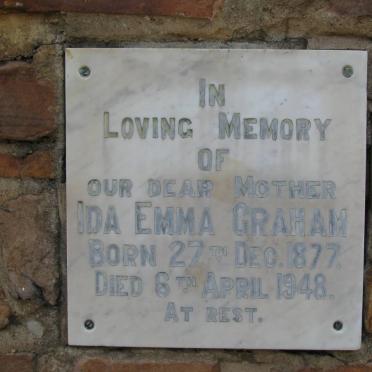 IN
LOVING MEMORY
OF
OUR DEAR MOTHER
IDA EMMA GRAHAM
BORN 27TH DEC. 1877.
DIED 6TH APRIL 1948.
AT REST.